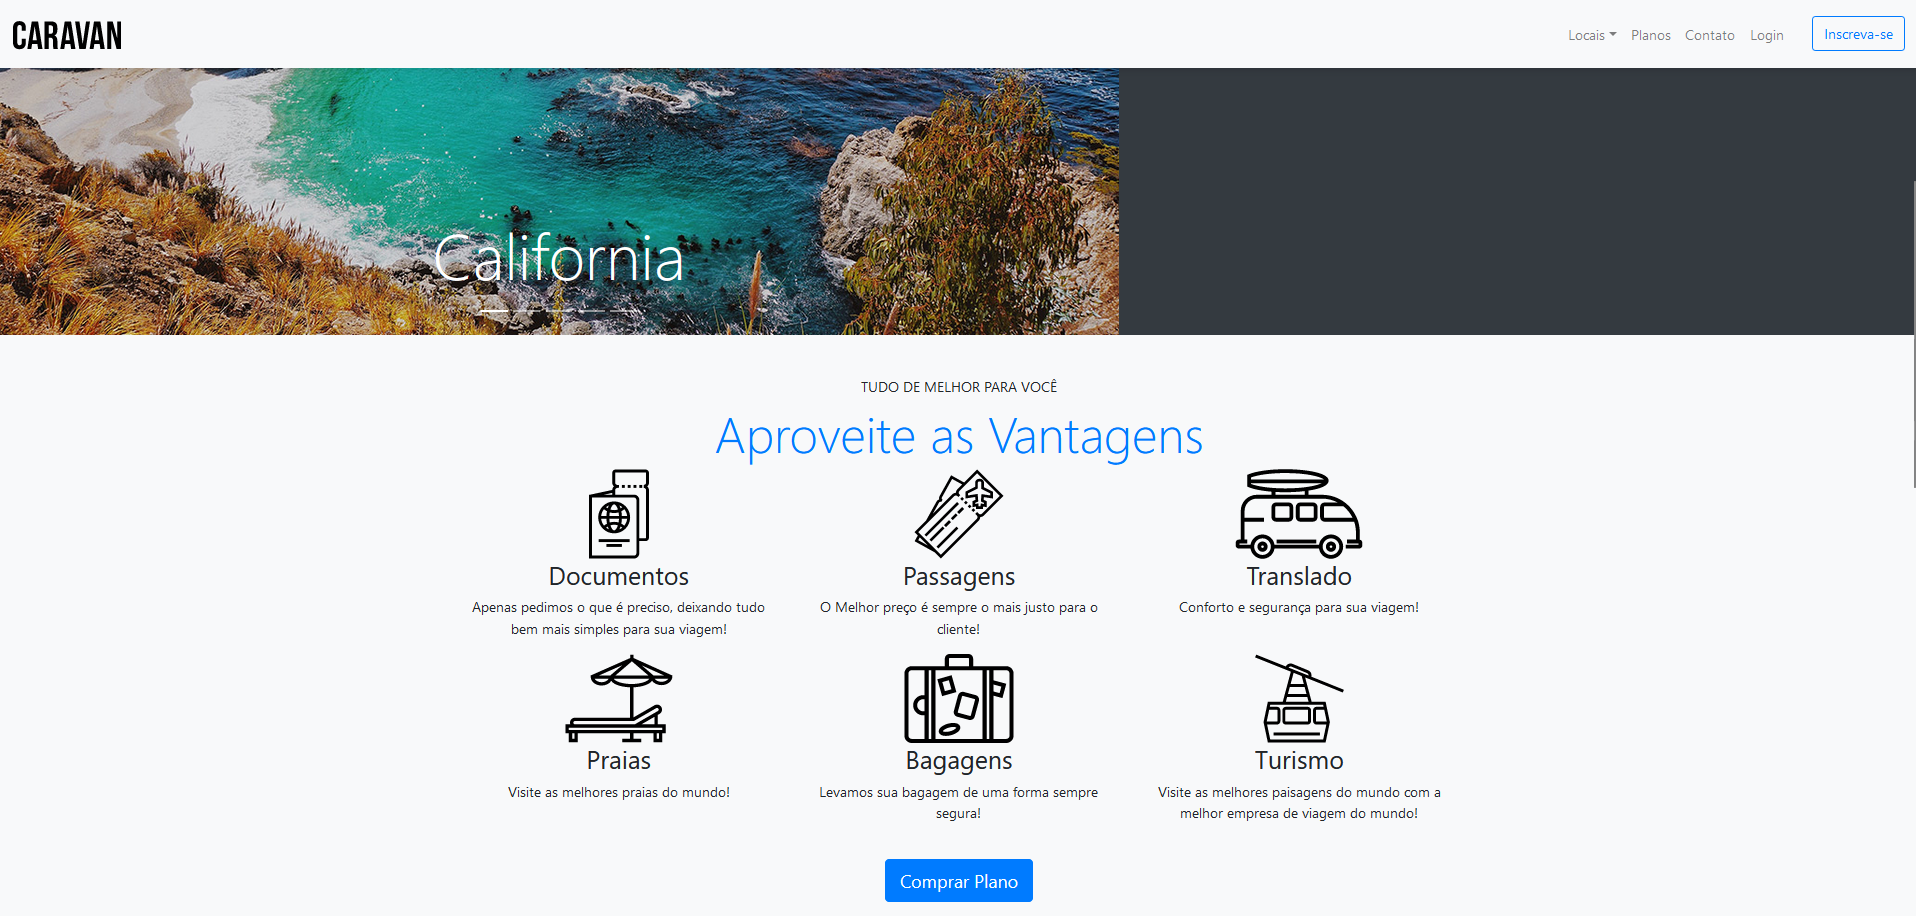 CARAVAN
Locais Planos Contato Login Inscreva-se
California
TUDO DE MELHOR PARA VOCÊ
Aproveite as Vantagens
Documentos
Apenas pedimos o que é preciso, deixando tudo
bem mais simples para sua viagem!
Passagens
O Melhor preço é sempre o mais justo para o
cliente!
Translado
Conforto e segurança para sua viagem!
Praias
Visite as melhores praias do mundo!
Bagagens
Levamos sua bagagem de uma forma sempre
segura!
Turismo
Visite as melhores paisagens do mundo com a
melhor empresa de viagem do mundo!
Comprar Plano